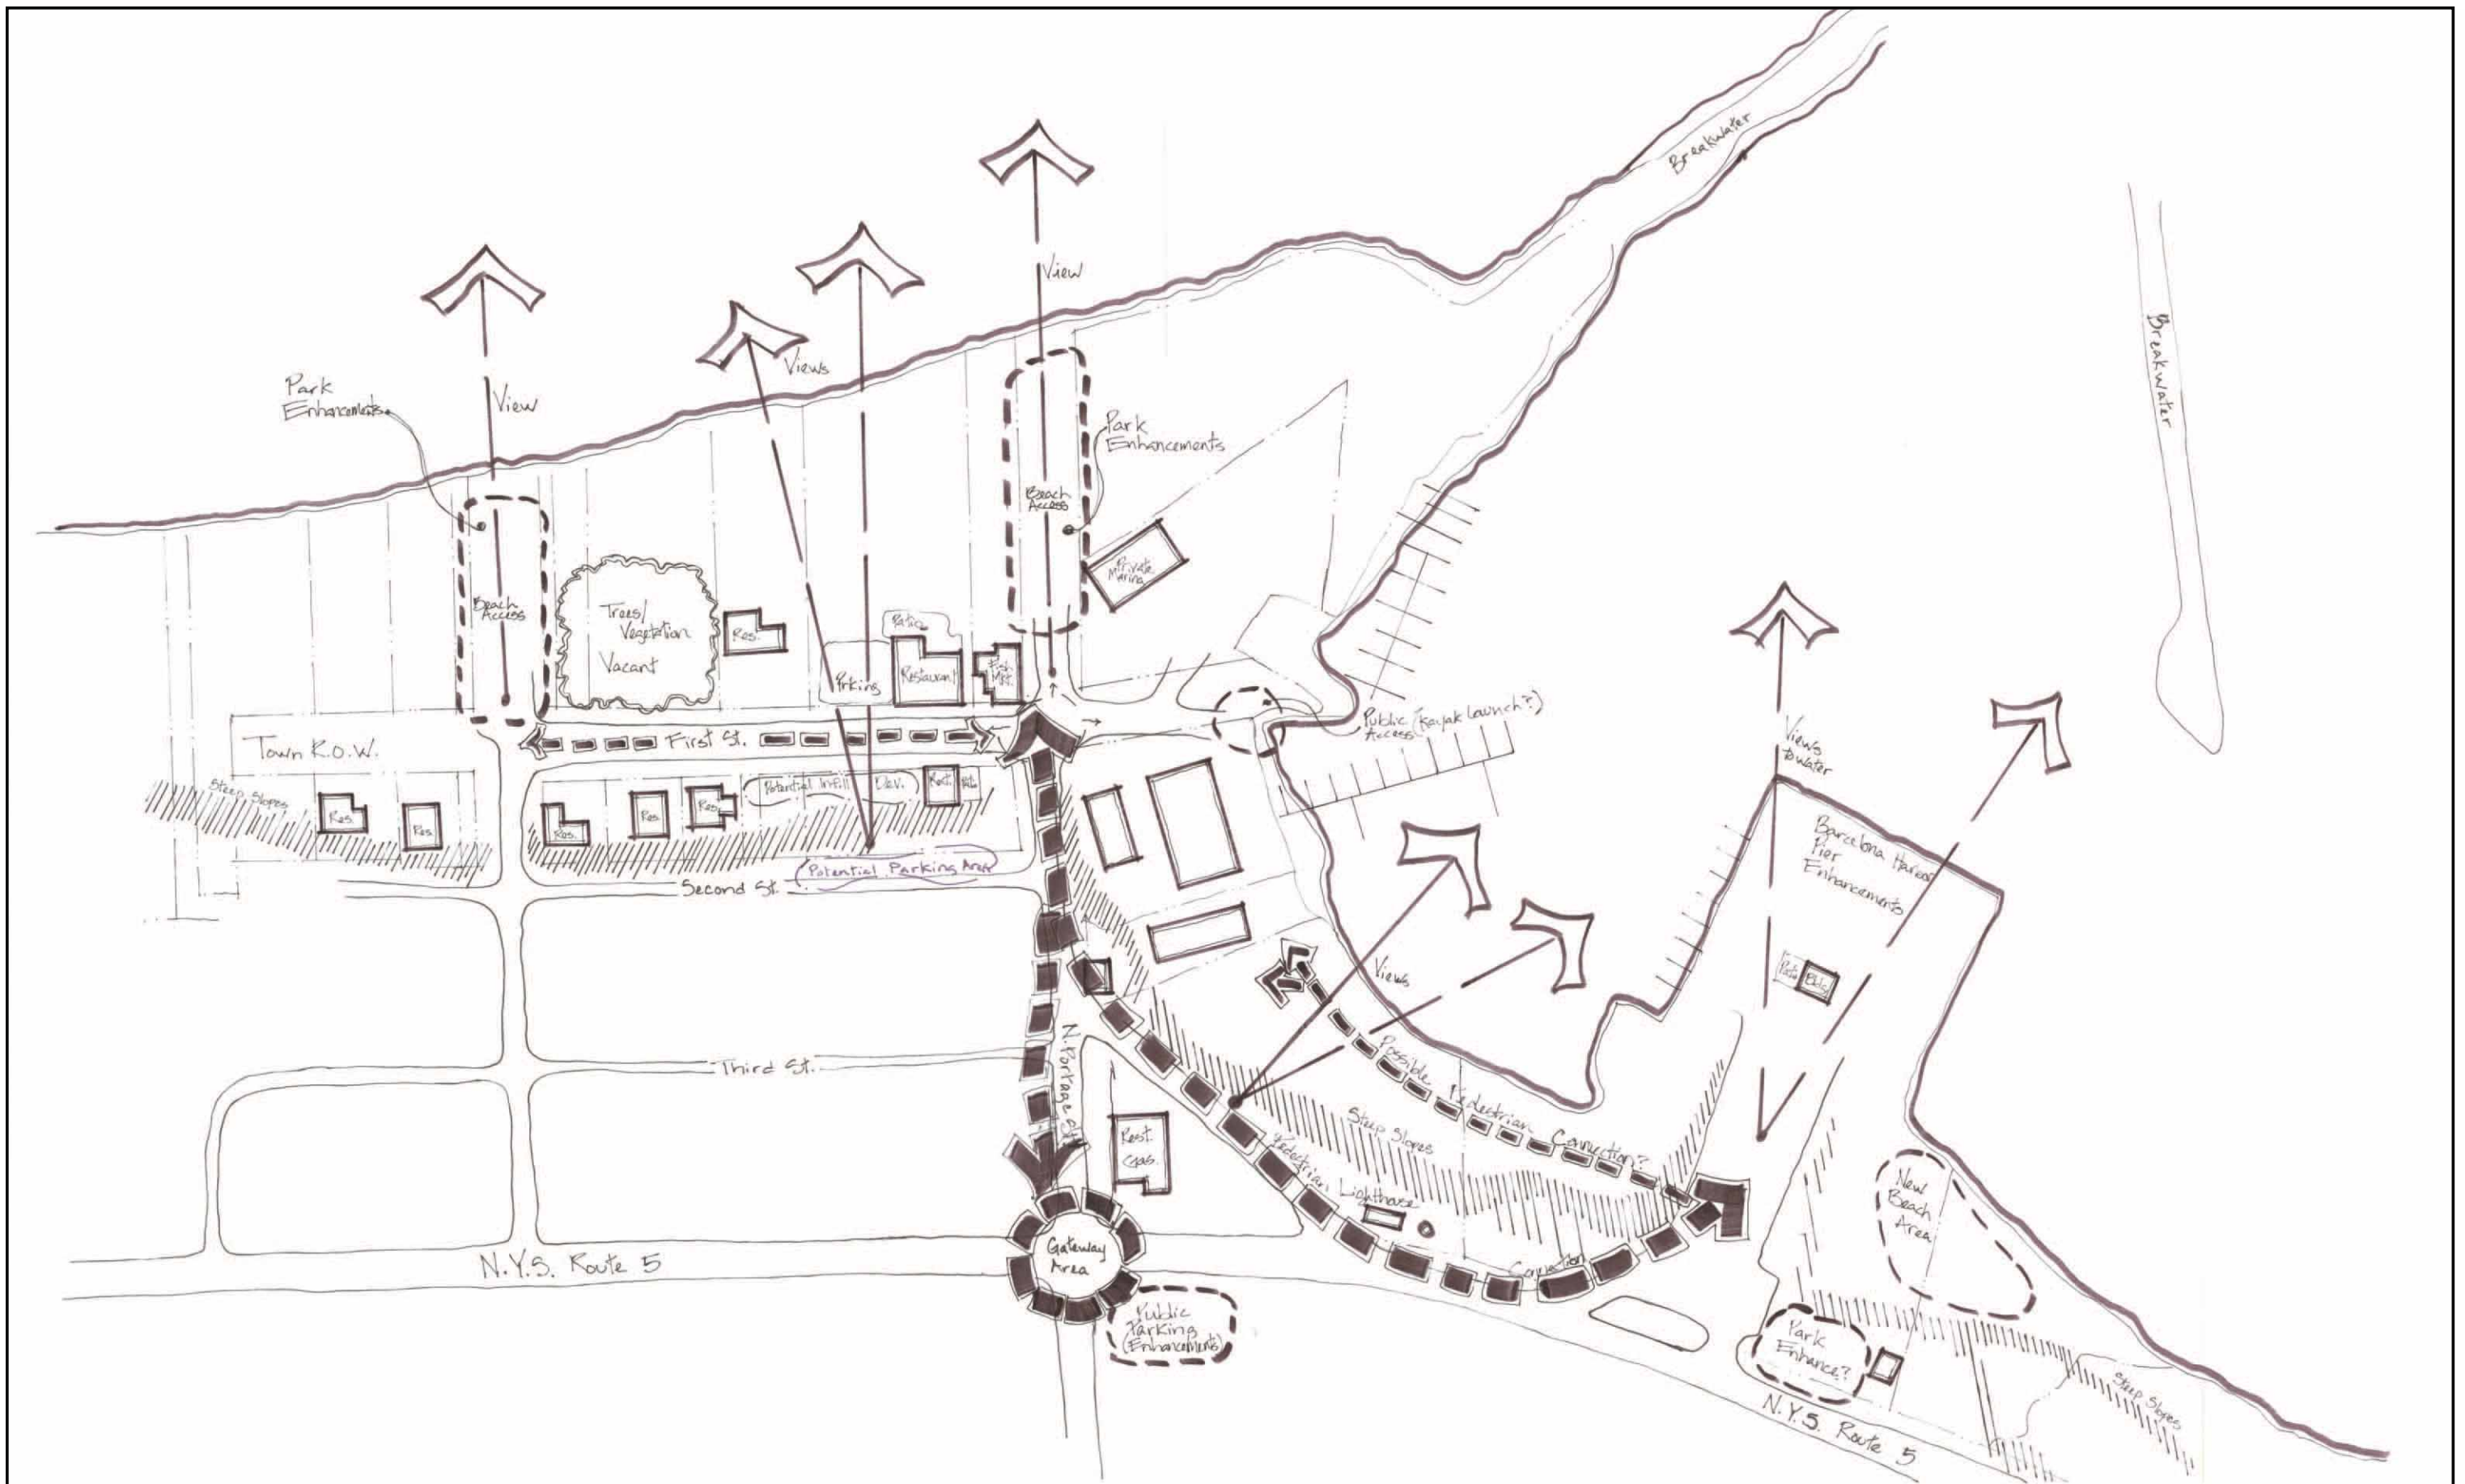 Breakwater
Breakwater
View
View
Views
Park
Enhancements
Park
Enhancements
Beach
Access
Beach
Access
Private
Marina
Trees/
Vegetation
Vacant
Res.
Patio
Restaurant
Fish
Mkt.
Prking
Public (Kayak Launch?)
Access
First St.
Town R.O.W.
Steep Slopes
Res.
Res.
Res.
Res.
Res.
Potential Infill Dev.
Rest.
Potential Parking Area
Second St.
Views
to water
Barcelona Harbor
Pier
Enhancements
Patio
Bldg
Views
Third St.
N. Portage St.
Possible Pedestrian Connection?
Steep Slopes
Rest.
Gas.
Pedestrian
Connection
Lighthouse
New
Beach
Area
Gateway
Area
N.Y.S. Route 5
Public
Parking
(Enhancements)
Park
Enhance?
Steep Slopes
N.Y.S. Route 5